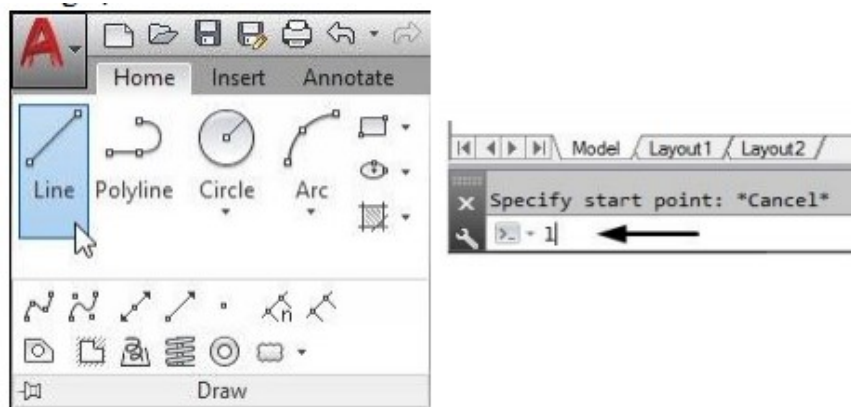 Home Insert Annotate
Line Polyline Circle Arc
Draw
Model Layout1 Layout2
Specify start point: *Cancel*
l